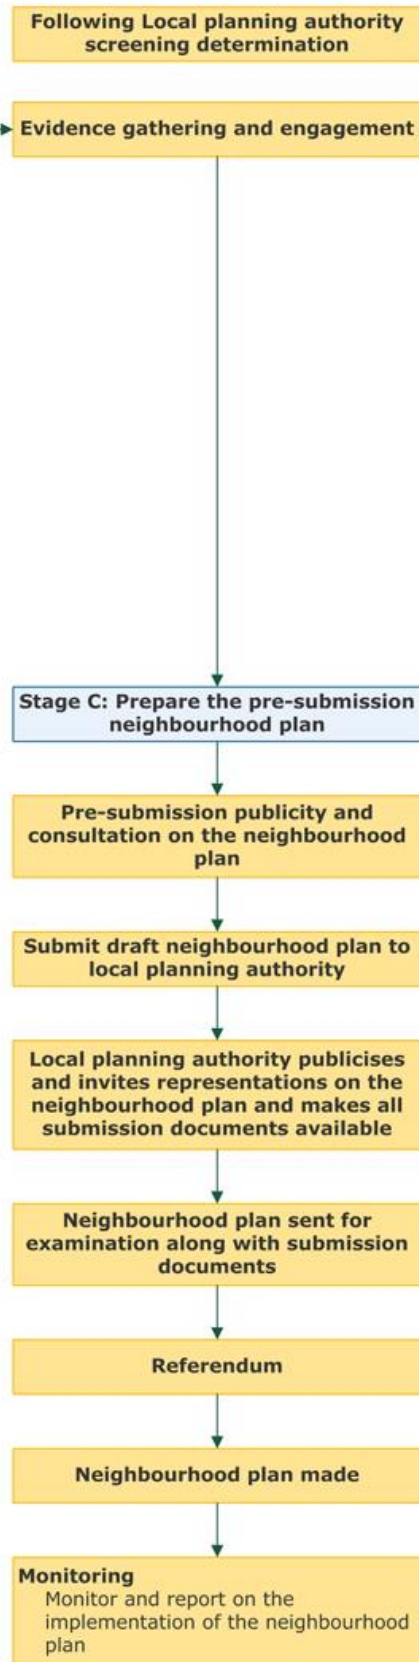 Following Local planning authority
screening determination
Evidence gathering and engagement
Stage C: Prepare the pre-submission
neighbourhood plan
Pre-submission publicity and
consultation on the neighbourhood
plan
Submit draft neighbourhood plan to
local planning authority
Local planning authority publicises
and invites representations on the
neighbourhood plan and makes all
submission documents available
Neighbourhood plan sent for
examination along with submission
documents
Referendum
Neighbourhood plan made
Monitoring
Monitor and report on the
implementation of the neighbourhood
plan